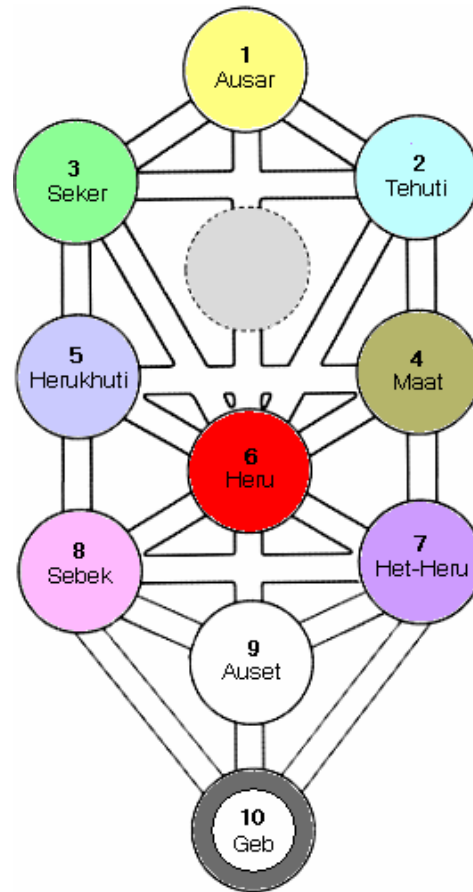 1
Ausar
3
Seker
2
Tehuti
5
Herukhuti
4
Maat
6
Heru
8
Sebek
7
Het-Heru
9
Auset
10
Geb